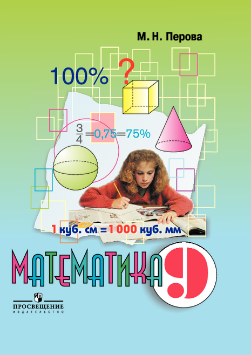 М. Н. Перова
100% ?
3/4 =0,75=75%
1 куб. см = 1 000 куб. мм
МАТЕМАТИКА 9
ПРОСВЕЩЕНИЕ
ИЗДАТЕЛЬСТВО